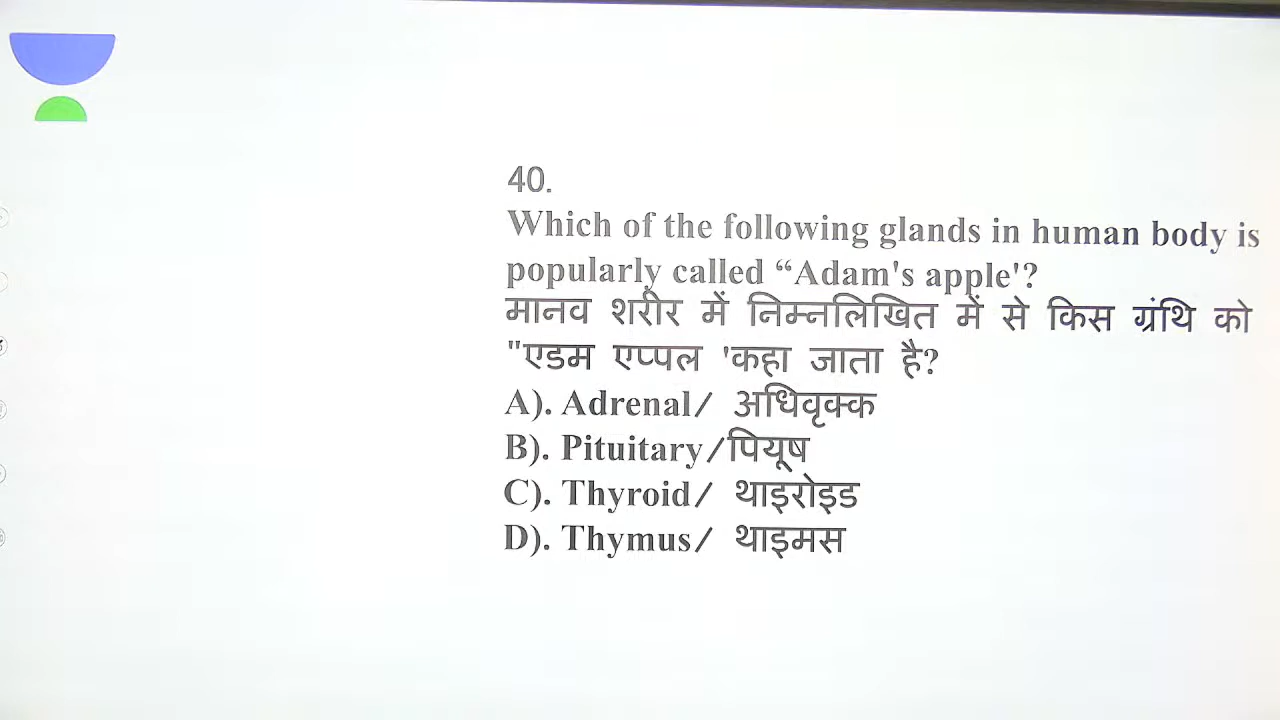 40.
Which of the following glands in human body is
popularly called “Adam's apple'?
मानव शरीर में निम्नलिखित में से किस ग्रंथि को
"एडम एप्पल 'कहा जाता है?
A). Adrenal/ अधिवृक्क
B). Pituitary/पियूष
C). Thyroid/ थाइरोइड
D). Thymus/ थाइमस